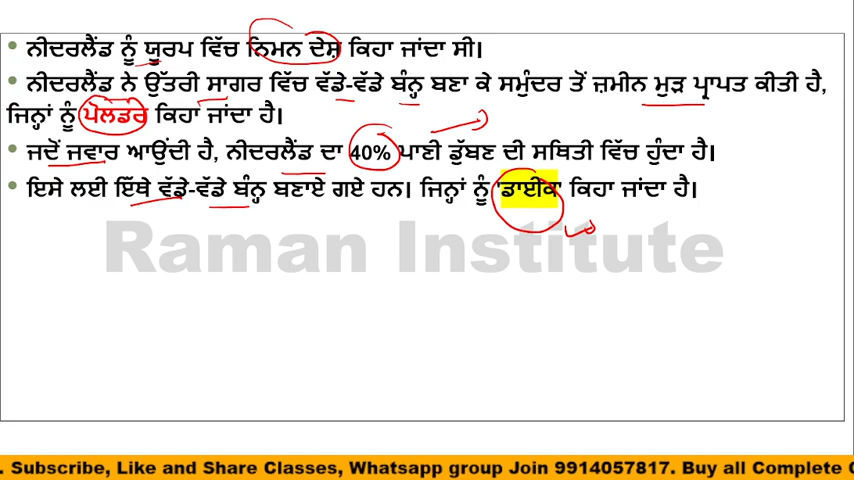 • ਨੀਦਰਲੈਂਡ ਨੂੰ ਯੂਰਪ ਵਿੱਚ ਨਿਮਨ ਦੇਸ਼ ਕਿਹਾ ਜਾਂਦਾ ਸੀ।
• ਨੀਦਰਲੈਂਡ ਨੇ ਉੱਤਰੀ ਸਾਗਰ ਵਿੱਚ ਵੱਡੇ-ਵੱਡੇ ਬੰਨ੍ਹ ਬਣਾ ਕੇ ਸਮੁੰਦਰ ਤੋਂ ਜ਼ਮੀਨ ਮੁੜ ਪ੍ਰਾਪਤ ਕੀਤੀ ਹੈ,
ਜਿਨ੍ਹਾਂ ਨੂੰ ਪੋਲਡਰ ਕਿਹਾ ਜਾਂਦਾ ਹੈ।
• ਜਦੋਂ ਜਵਾਰ ਆਉਂਦੀ ਹੈ, ਨੀਦਰਲੈਂਡ ਦਾ 40% ਪਾਣੀ ਡੁੱਬਣ ਦੀ ਸਥਿਤੀ ਵਿੱਚ ਹੁੰਦਾ ਹੈ।
• ਇਸੇ ਲਈ ਇੱਥੇ ਵੱਡੇ-ਵੱਡੇ ਬੰਨ੍ਹ ਬਣਾਏ ਗਏ ਹਨ। ਜਿਨ੍ਹਾਂ ਨੂੰ 'ਡਾਈਕ' ਕਿਹਾ ਜਾਂਦਾ ਹੈ।
Raman Institute
. Subscribe, Like and Share Classes, Whatsapp group Join 9914057817. Buy all Complete